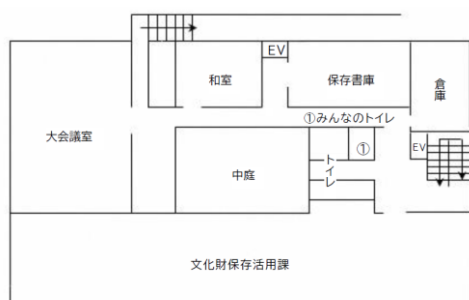 EV
和室
保存書庫
倉庫
①みんなのトイレ
大会議室
①
EV
トイレ
中庭
文化財保存活用課